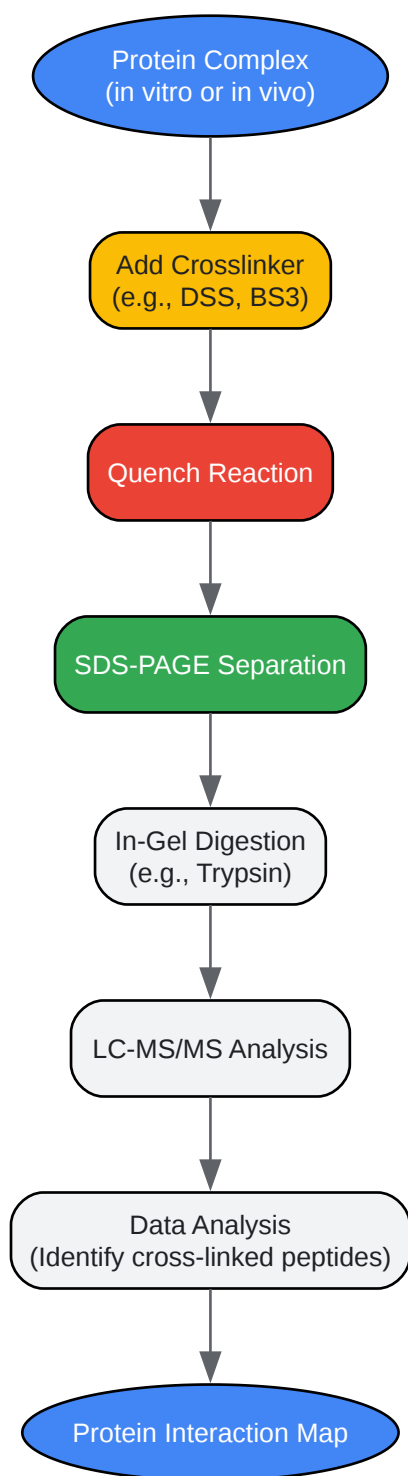 Protein Complex
(in vitro or in vivo)
Add Crosslinker
(e.g., DSS, BS3)
Quench Reaction
SDS-PAGE Separation
In-Gel Digestion
(e.g., Trypsin)
LC-MS/MS Analysis
Data Analysis
(Identify cross-linked peptides)
Protein Interaction Map